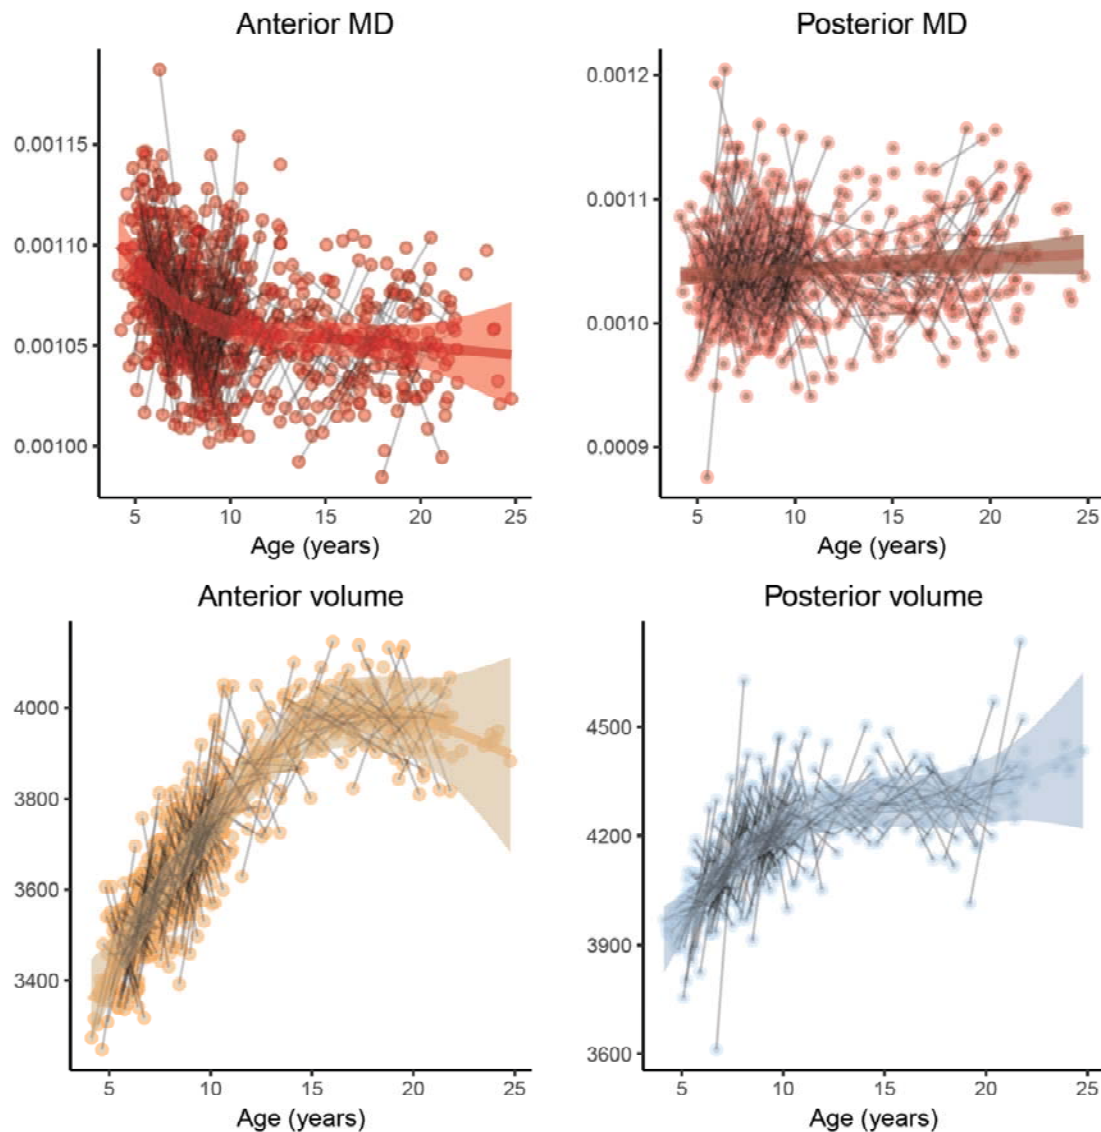 Anterior MD
0.00115
0.00110
0.00105
0.00100
5 10 15 20 25
Age (years)
Posterior MD
0.0012
0.0011
0.0010
0.0009
5 10 15 20 25
Age (years)
Anterior volume
4000
3800
3600
3400
5 10 15 20 25
Age (years)
Posterior volume
4500
4200
3900
3600
5 10 15 20 25
Age (years)